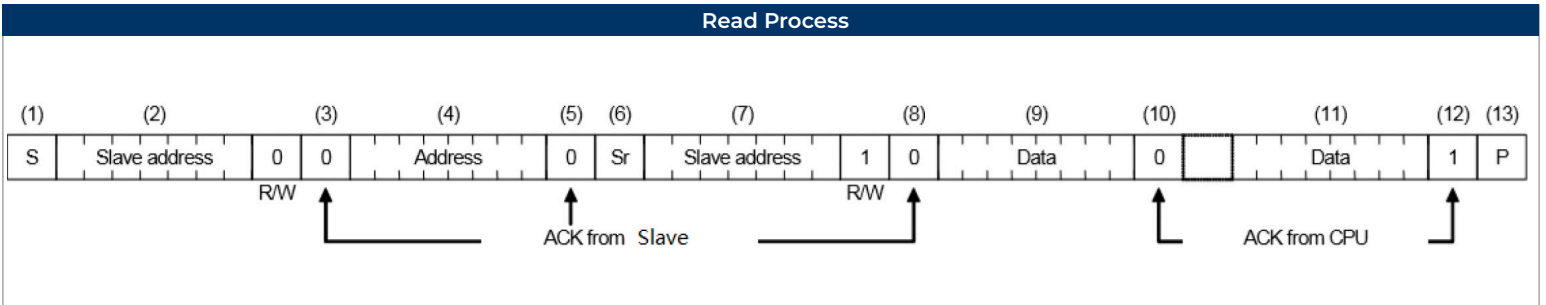 Read Process
(1) (2) (3) (4) (5) (6) (7) (8) (9) (10) (11) (12) (13)
S Slave address 0 0 Address 0 Sr Slave address 1 0 Data 0 Data 1 P
R/W R/W
ACK from Slave ACK from CPU